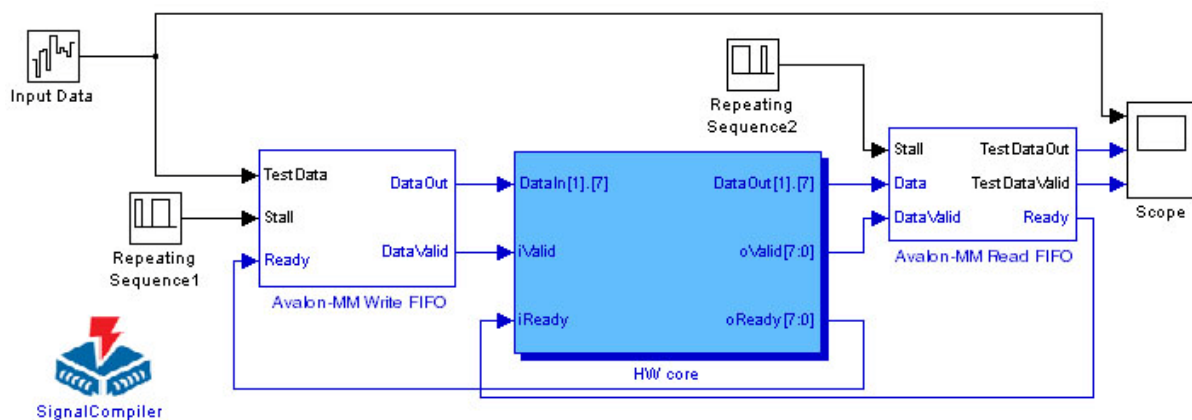 Input Data
Repeating
Sequence2
TestData
DataOut
Stall
DataValid
Ready
Avalon-MM Write FIFO
Repeating
Sequence1
DataIn[1].[7]
DataOut[1].[7]
iValid
oValid[7:0]
iReady
oReady[7:0]
HW core
Stall
TestDataOut
Data
TestDataValid
DataValid
Ready
Avalon-MM Read FIFO
Scope
SignalCompiler